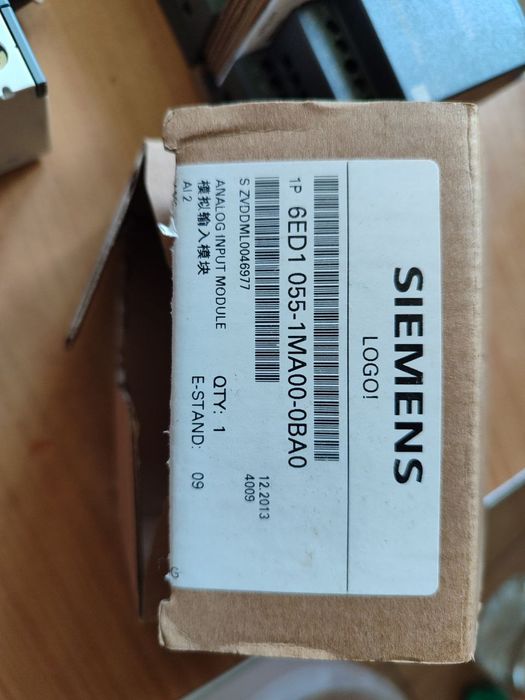 SIEMENS
LOGO!
1P 6ED1 055-1MA00-0BA0
12.2013
4009
S ZVDDML0046977
ANALOG INPUT MODULE QTY: 1
模拟输入模块 E-STAND: 09
AI 2